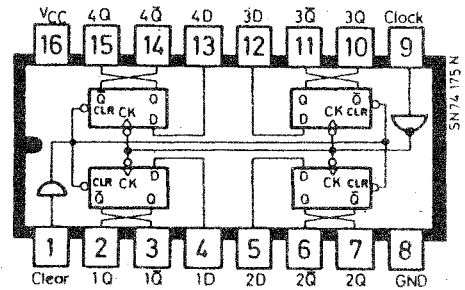 VCC 4Q 4Q̄ 4D 3D 3Q̄ 3Q Clock
16 15 14 13 12 11 10 9
Q̄ Q Q Q̄
CLR CK D D CK CLR
SN74 175 N
CLR CK D D CK CLR
Q̄ Q Q Q̄
1 2 3 4 5 6 7 8
Clear 1Q 1Q̄ 1D 2D 2Q̄ 2Q GND